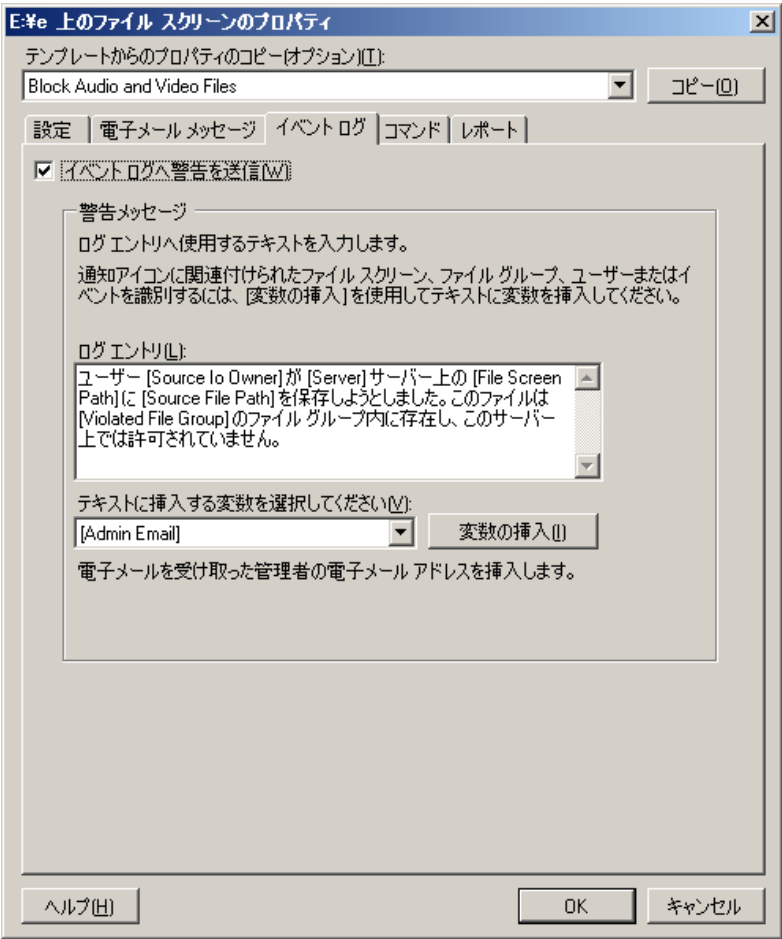 E:¥e 上のファイル スクリーンのプロパティ
テンプレートからのプロパティのコピー(オプション)(T):
Block Audio and Video Files
コピー(O)
設定 電子メール メッセージ イベント ログ コマンド レポート
イベント ログへ警告を送信(W)
警告メッセージ
ログ エントリへ使用するテキストを入力します。
通知アイコンに関連付けられたファイル スクリーン、ファイル グループ、ユーザーまたはイ
ベントを識別するには、[変数の挿入] を使用してテキストに変数を挿入してください。
ログ エントリ(L):
ユーザー [Source Io Owner] が [Server] サーバー上の [File Screen
Path] に [Source File Path] を保存しようとしました。このファイルは
[Violated File Group] のファイル グループ内に存在し、このサーバー
上では許可されていません。
テキストに挿入する変数を選択してください(V):
[Admin Email]
変数の挿入(I)
電子メールを受け取った管理者の電子メール アドレスを挿入します。
ヘルプ(H)
OK
キャンセル